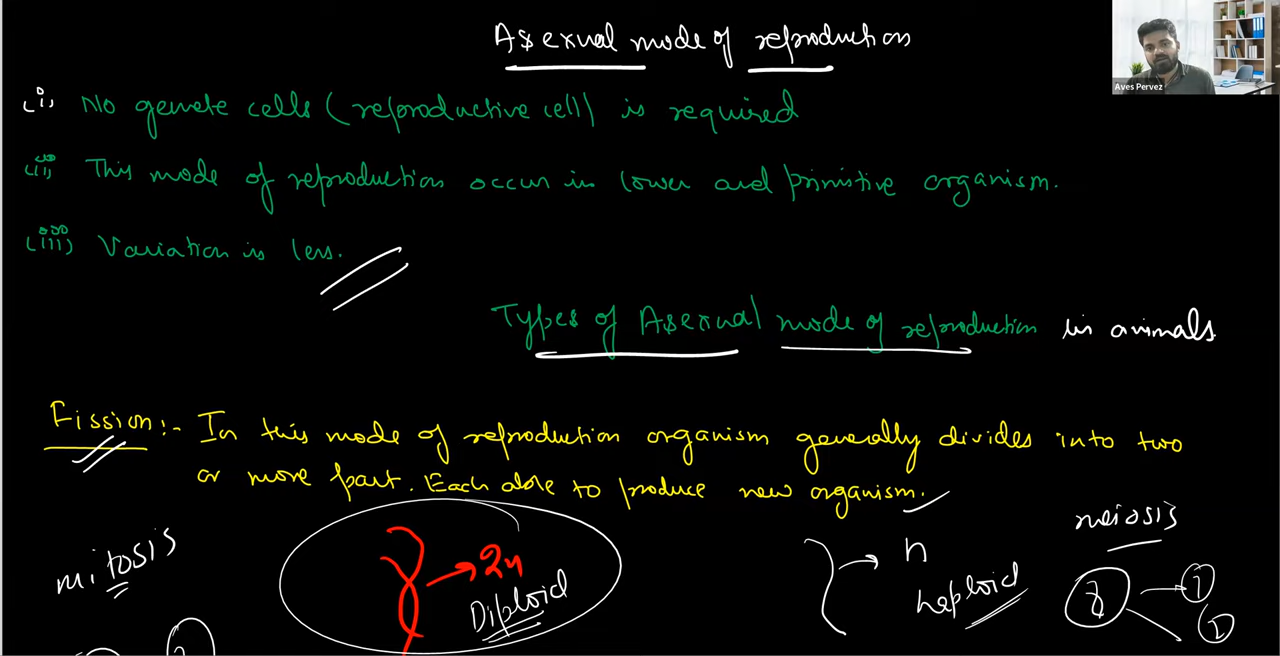 Asexual mode of reproduction
Aves Pervez
(i) No gemete cells (reproductive cell) is required
(ii) This mode of reproduction occur in lower and primitive organism.
(iii) Variation is less.
Types of Asexual mode of reproduction in animals
Fission:- In this mode of reproduction organism generally divides into two
or more part. Each able to produce new organism.
mitosis
2n
Diploid
n
haploid
meiosis